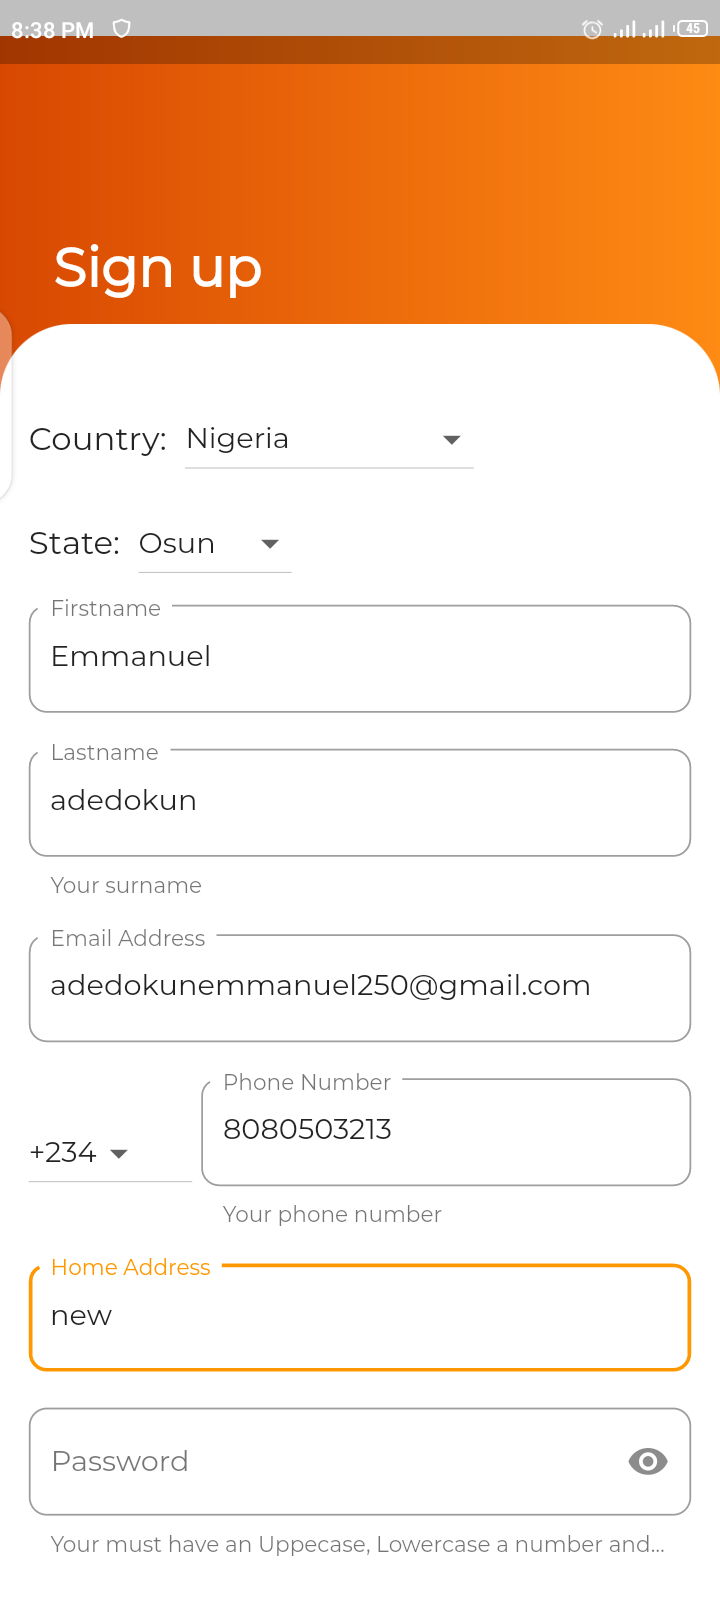 8:38 PM 45
Sign up
Country: Nigeria
State: Osun
Firstname
Emmanuel
Lastname
adedokun
Your surname
Email Address
adedokunemmanuel250@gmail.com
Phone Number
+234 8080503213
Your phone number
Home Address
new
Password
Your must have an Uppecase, Lowercase a number and...